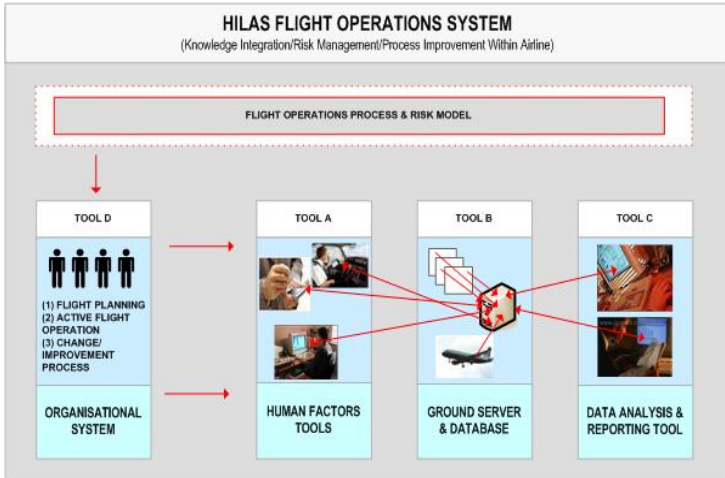 HILAS FLIGHT OPERATIONS SYSTEM
(Knowledge Integration/Risk Management/Process Improvement Within Airline)
FLIGHT OPERATIONS PROCESS & RISK MODEL
TOOL D
(1) FLIGHT PLANNING
(2) ACTIVE FLIGHT
OPERATION
(3) CHANGE/
IMPROVEMENT
PROCESS
ORGANISATIONAL
SYSTEM
TOOL A
HUMAN FACTORS
TOOLS
TOOL B
GROUND SERVER
& DATABASE
TOOL C
DATA ANALYSIS &
REPORTING TOOL